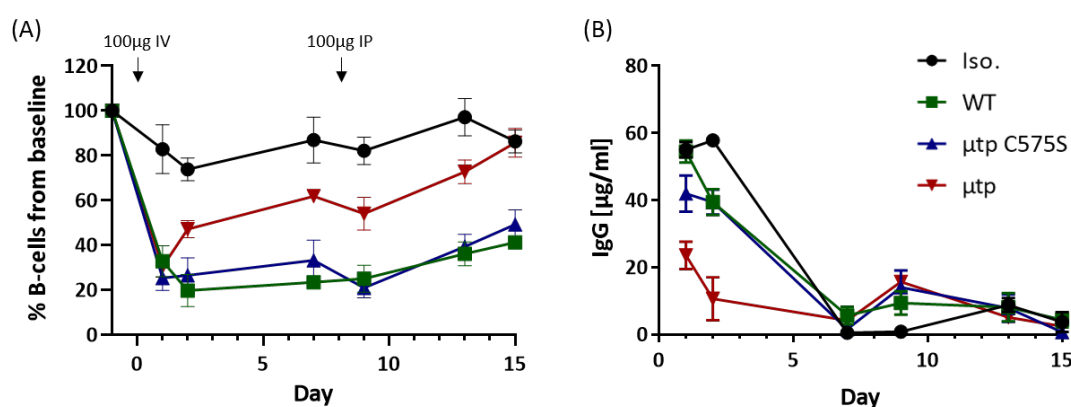 (A)
100µg IV
100µg IP
% B-cells from baseline
120
100
80
60
40
20
0
0
5
10
15
Day
(B)
IgG [µg/ml]
80
60
40
20
0
0
5
10
15
Day
Iso.
WT
µtp C575S
µtp